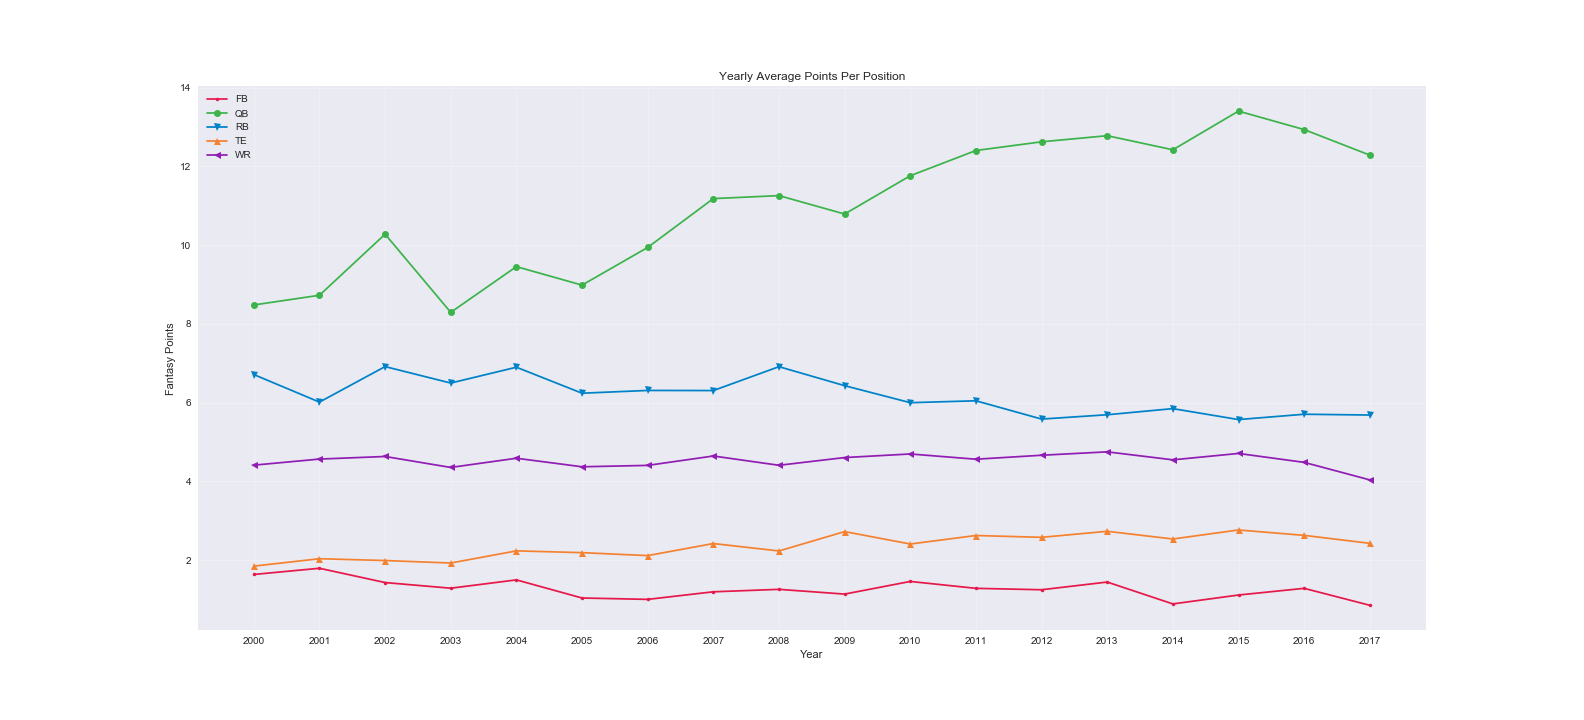 Yearly Average Points Per Position
FB
QB
RB
TE
WR
14
12
10
8
6
4
2
Fantasy Points
2000 2001 2002 2003 2004 2005 2006 2007 2008 2009 2010 2011 2012 2013 2014 2015 2016 2017
Year